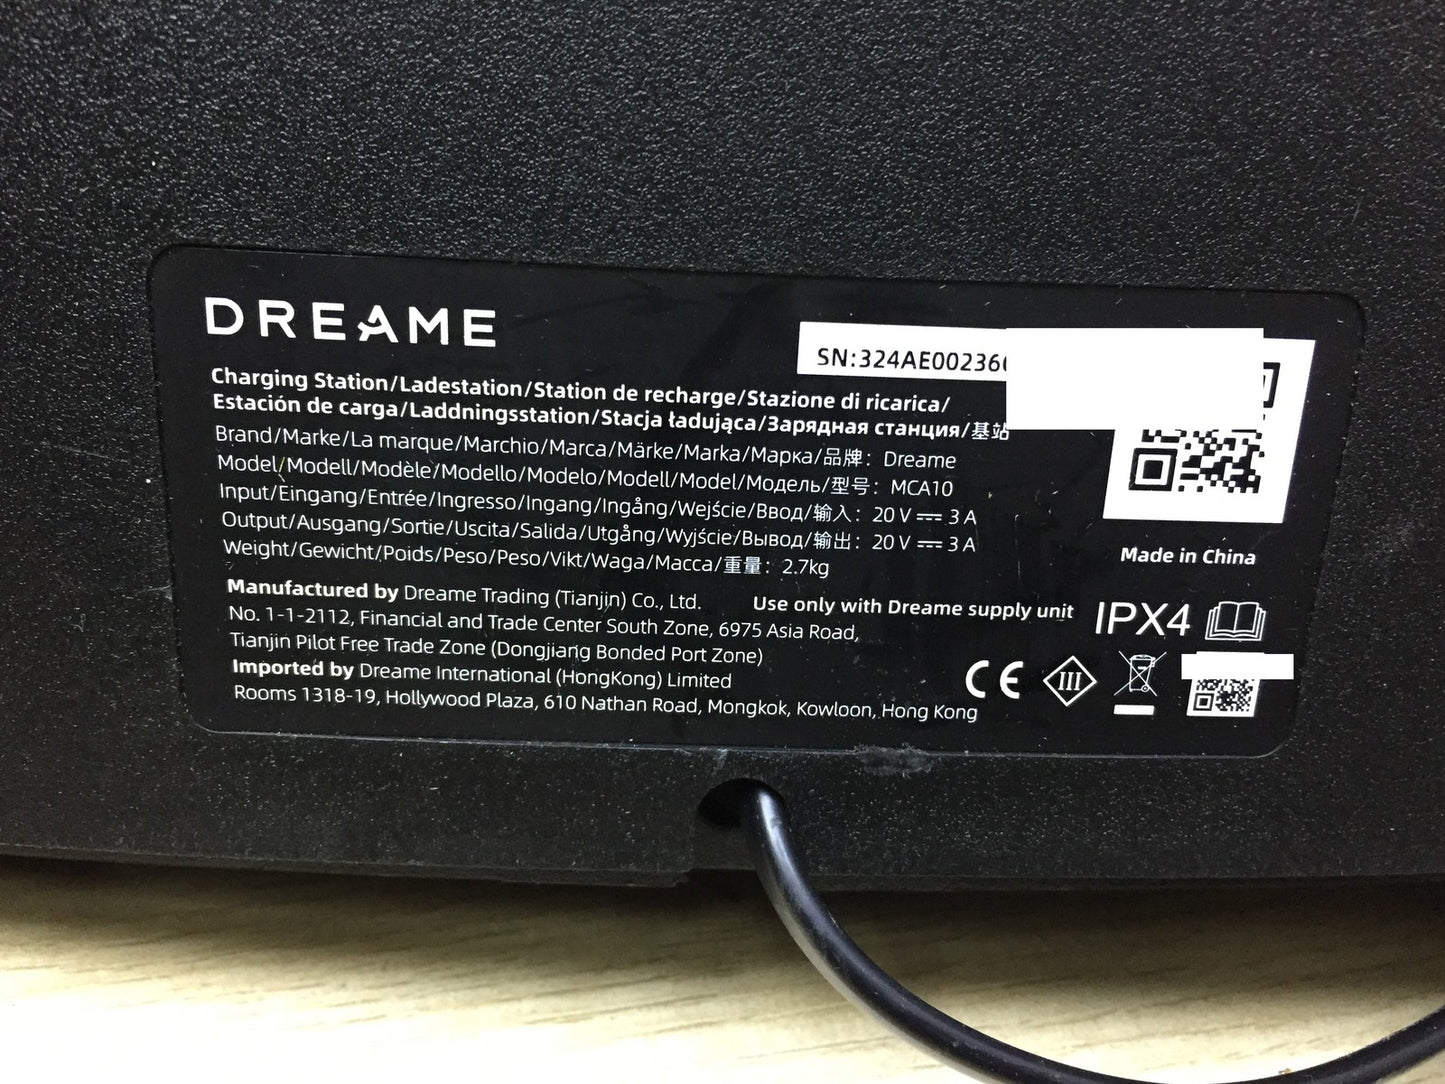 DREAME
SN:324AE00236
Charging Station/Ladestation/Station de recharge/Stazione di ricarica/
Estación de carga/Laddningsstation/Stacja ładująca/Зарядная станция/基站
Brand/Marke/La marque/Marchio/Marca/Märke/Marka/Марка/品牌: Dreame
Model/Modell/Modèle/Modello/Modelo/Modell/Model/Модель/型号: MCA10
Input/Eingang/Entrée/Ingresso/Ingang/Ingång/Wejście/Ввод/输入: 20 V ⎓ 3 A
Output/Ausgang/Sortie/Uscita/Salida/Utgång/Wyjście/Вывод/输出: 20 V ⎓ 3 A
Weight/Gewicht/Poids/Peso/Peso/Vikt/Waga/Масса/重量: 2.7kg
Made in China
Manufactured by Dreame Trading (Tianjin) Co., Ltd.
No. 1-1-2112, Financial and Trade Center South Zone, 6975 Asia Road,
Tianjin Pilot Free Trade Zone (Dongjiang Bonded Port Zone)
Imported by Dreame International (HongKong) Limited
Rooms 1318-19, Hollywood Plaza, 610 Nathan Road, Mongkok, Kowloon, Hong Kong
Use only with Dreame supply unit
IPX4
CE
III